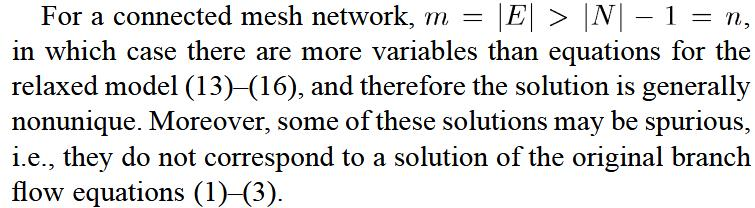 For a connected mesh network, m = |E| > |N| − 1 = n,
in which case there are more variables than equations for the
relaxed model (13)–(16), and therefore the solution is generally
nonunique. Moreover, some of these solutions may be spurious,
i.e., they do not correspond to a solution of the original branch
flow equations (1)–(3).